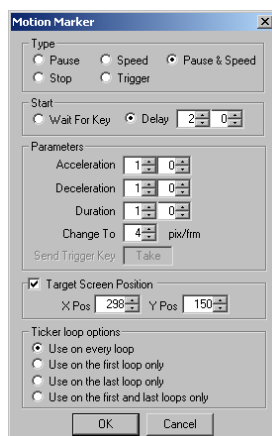 Motion Marker
Type
Pause Speed Pause & Speed
Stop Trigger
Start
Wait For Key Delay 2 0
Parameters
Acceleration 1 0
Deceleration 1 0
Duration 1 0
Change To 4 pix/frm
Send Trigger Key Take
Target Screen Position
X Pos 298 Y Pos 150
Ticker loop options
Use on every loop
Use on the first loop only
Use on the last loop only
Use on the first and last loops only
OK Cancel